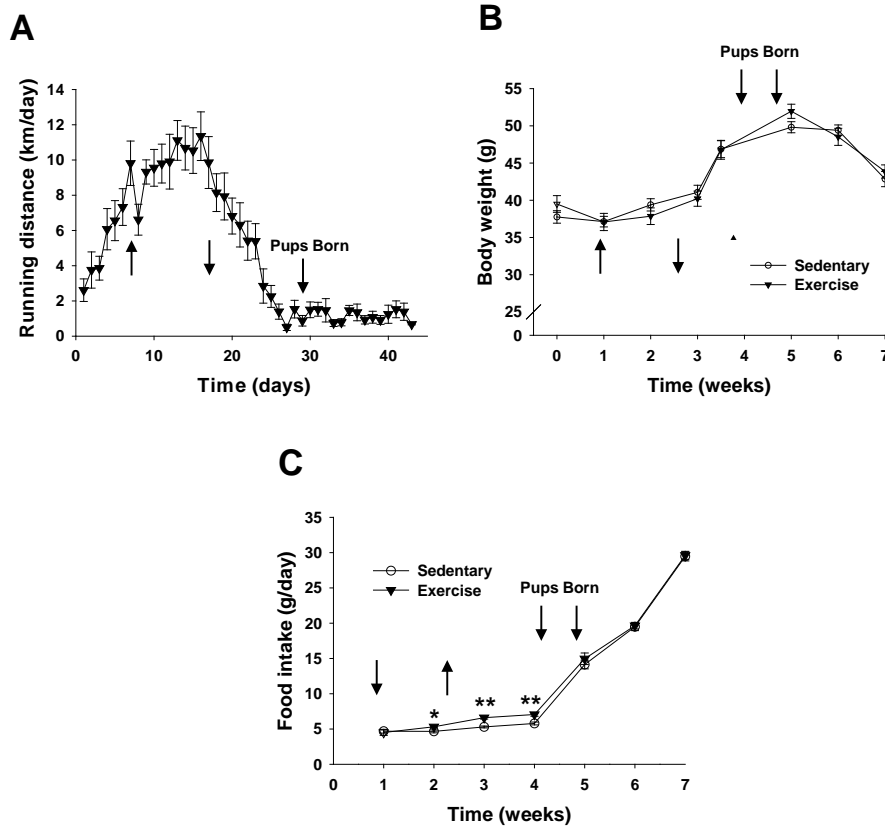 A
Running distance (km/day)
14
12
10
8
6
4
2
0
Pups Born
0 10 20 30 40
Time (days)
B
Pups Born
Body weight (g)
55
50
45
40
35
30
25
0
Sedentary
Exercise
0 1 2 3 4 5 6 7
Time (weeks)
C
Food intake (g/day)
35
30
25
20
15
10
5
0
Sedentary
Exercise
Pups Born
* ** **
0 1 2 3 4 5 6 7
Time (weeks)